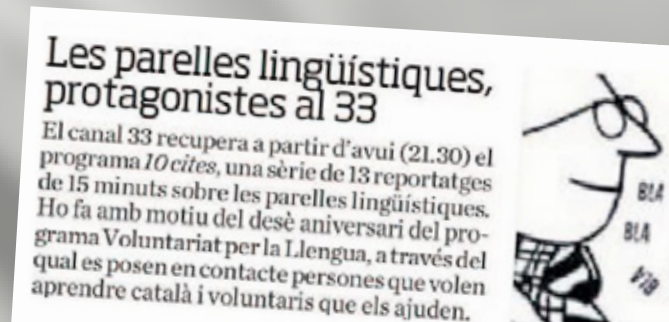 Les parelles lingüístiques,
protagonistes al 33
El canal 33 recupera a partir d'avui (21.30) el
programa 10 cites, una sèrie de 13 reportatges
de 15 minuts sobre les parelles lingüístiques.
Ho fa amb motiu del desè aniversari del pro-
grama Voluntariat per la Llengua, a través del
qual es posen en contacte persones que volen
aprendre català i voluntaris que els ajuden.
BLA
BLA
BLA